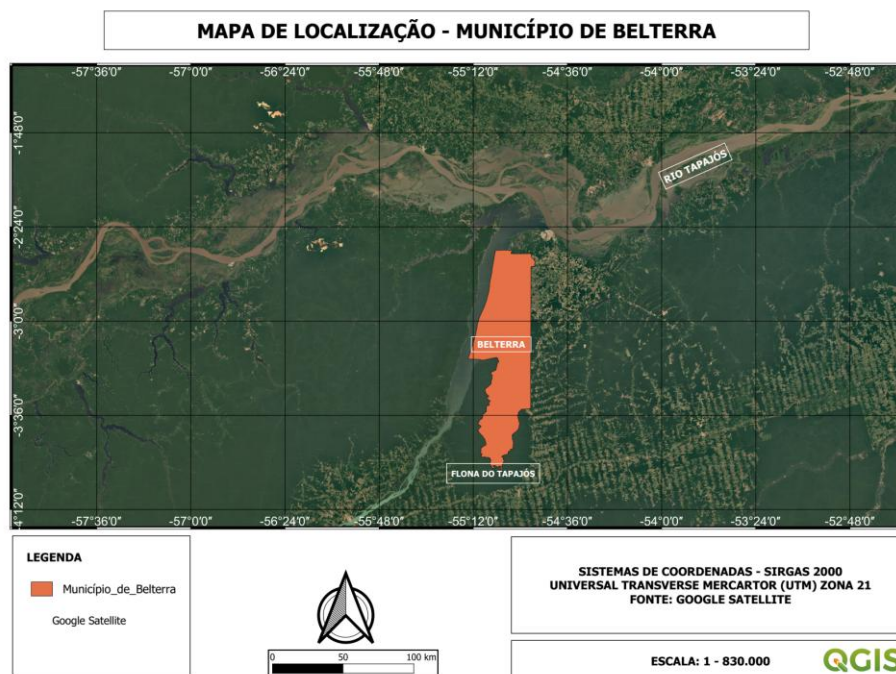 MAPA DE LOCALIZAÇÃO - MUNICÍPIO DE BELTERRA
-57°36'0" -57°0'0" -56°24'0" -55°48'0" -55°12'0" -54°36'0" -54°0'0" -53°24'0" -52°48'0"
-1°48'0"
RIO TAPAJÓS
-2°24'0"
-3°0'0"
BELTERRA
-3°36'0"
FLONA DO TAPAJÓS
-4°12'0"
-57°36'0" -57°0'0" -56°24'0" -55°48'0" -55°12'0" -54°36'0" -54°0'0" -53°24'0" -52°48'0"
LEGENDA
Município_de_Belterra
Google Satellite
0 50 100 km
SISTEMAS DE COORDENADAS - SIRGAS 2000
UNIVERSAL TRANSVERSE MERCARTOR (UTM) ZONA 21
FONTE: GOOGLE SATELLITE
ESCALA: 1 - 830.000
QGIS